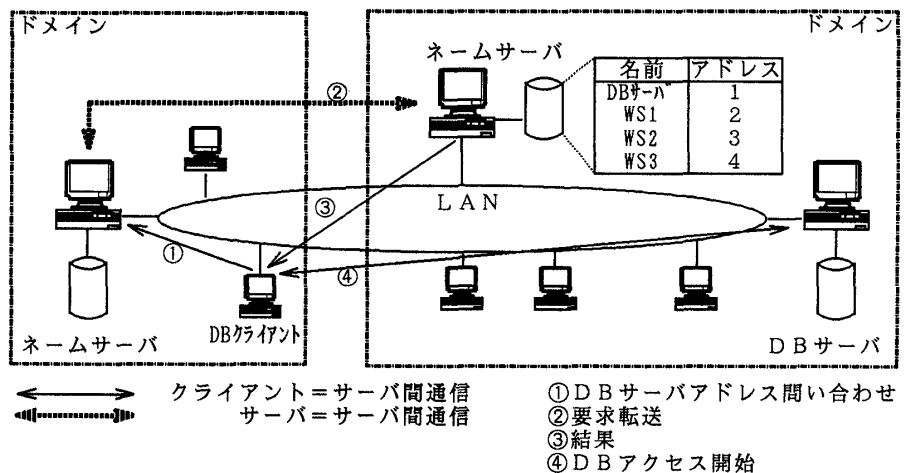 ドメイン
ドメイン
ネームサーバ
②
名前 アドレス
DBサーバ 1
WS1 2
WS2 3
WS3 4
③
LAN
①
④
DBクライアント
ネームサーバ
DBサーバ
クライアント=サーバ間通信
サーバ=サーバ間通信
①DBサーバアドレス問い合わせ
②要求転送
③結果
④DBアクセス開始